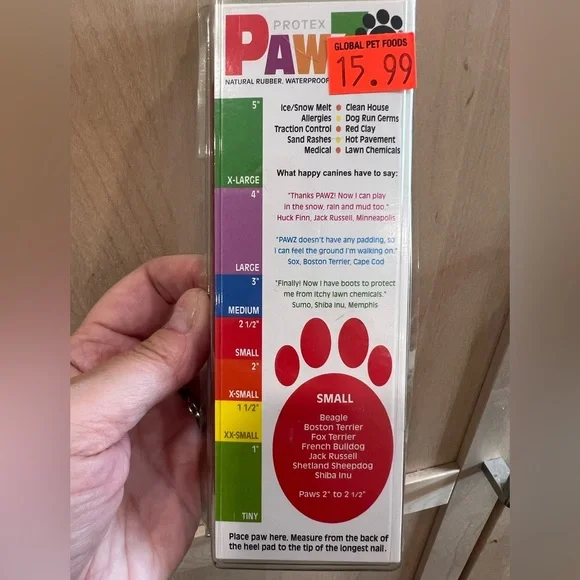 PROTEX
PAWZ
GLOBAL PET FOODS
15.99
NATURAL RUBBER, WATERPROOF
Ice/Snow Melt • Clean House
Allergies • Dog Run Germs
Traction Control • Red Clay
Sand Rashes • Hot Pavement
Medical • Lawn Chemicals
What happy canines have to say:
"Thanks PAWZ! Now I can play
in the snow, rain and mud too."
Huck Finn, Jack Russell, Minneapolis
"PAWZ doesn't have any padding, so
I can feel the ground I'm walking on."
Sox, Boston Terrier, Cape Cod
"Finally! Now I have boots to protect
me from itchy lawn chemicals."
Sumo, Shiba Inu, Memphis
5"
X-LARGE
4"
LARGE
3"
MEDIUM
2 1/2"
SMALL
2"
X-SMALL
1 1/2"
XX-SMALL
1"
TINY
SMALL
Beagle
Boston Terrier
Fox Terrier
French Bulldog
Jack Russell
Shetland Sheepdog
Shiba Inu
Paws 2" to 2 1/2"
Place paw here. Measure from the back of
the heel pad to the tip of the longest nail.